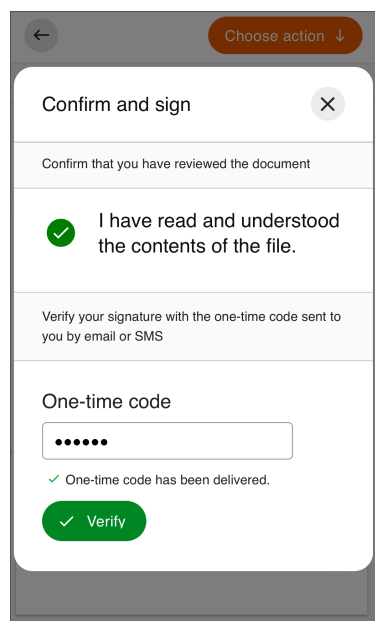 Choose action
Confirm and sign
Confirm that you have reviewed the document
I have read and understood
the contents of the file.
Verify your signature with the one-time code sent to
you by email or SMS
One-time code
••••••
One-time code has been delivered.
Verify